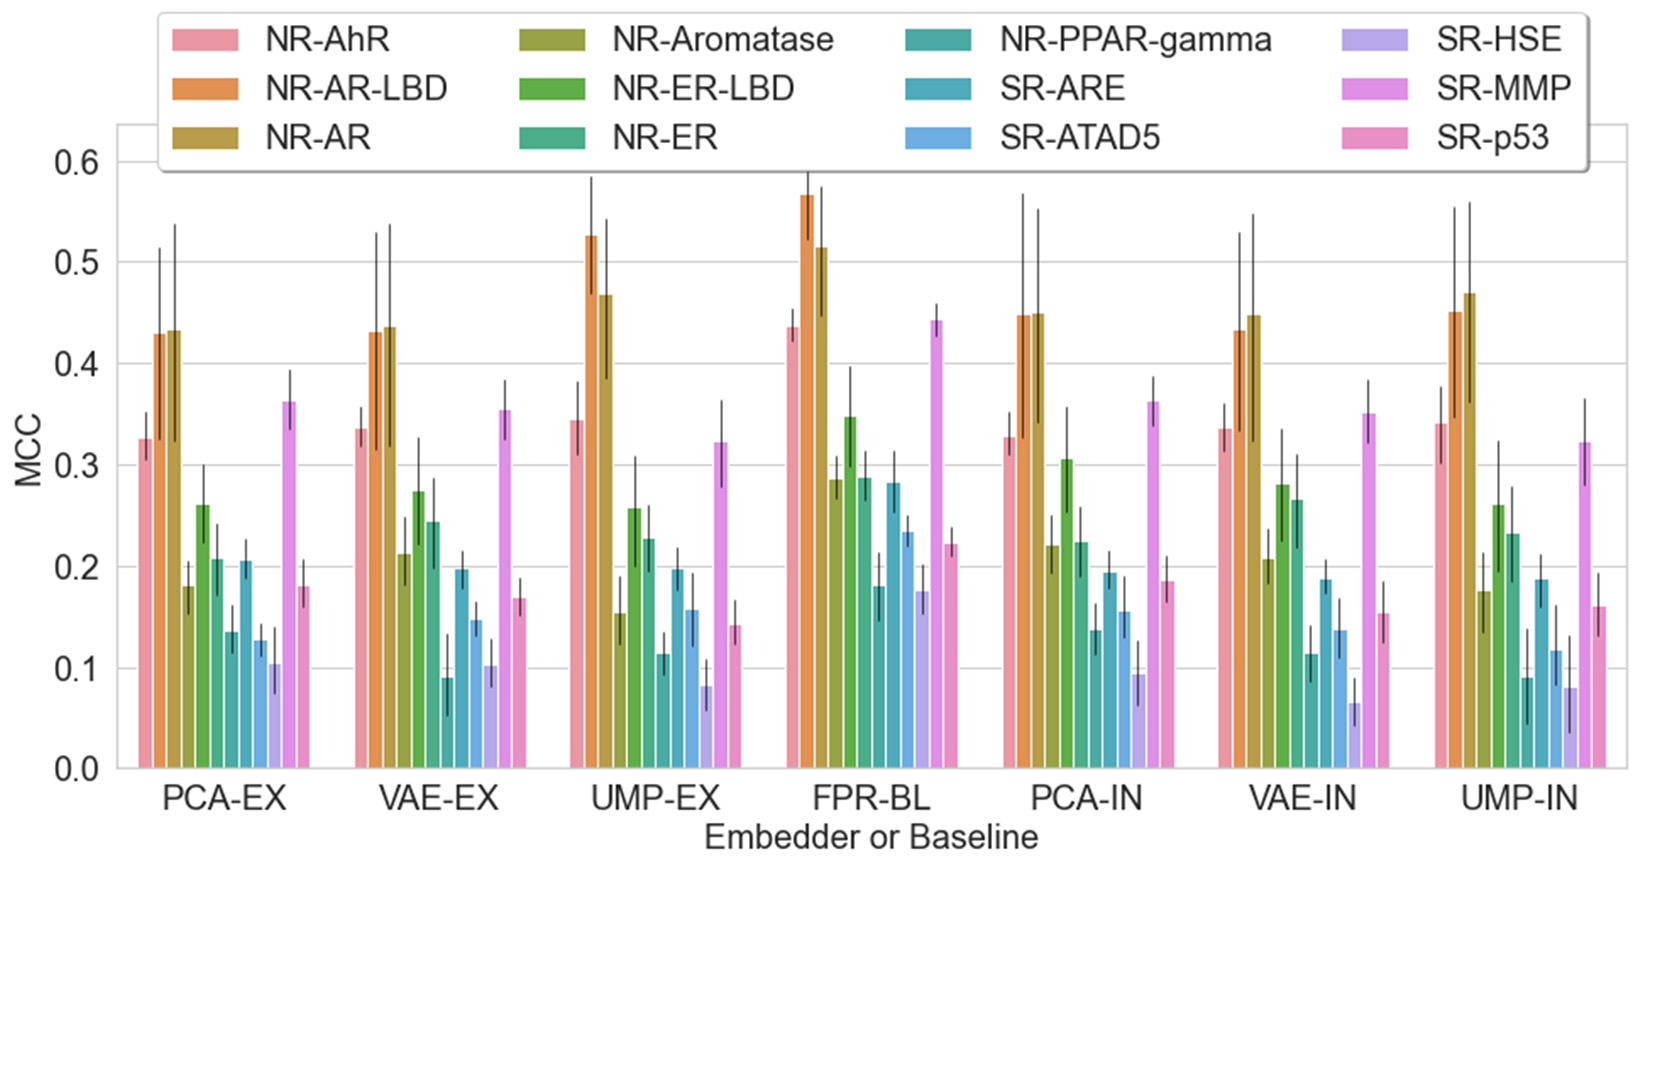 NR-AhR NR-Aromatase NR-PPAR-gamma SR-HSE
NR-AR-LBD NR-ER-LBD SR-ARE SR-MMP
NR-AR NR-ER SR-ATAD5 SR-p53
0.6
0.5
0.4
0.3
0.2
0.1
0.0
MCC
PCA-EX VAE-EX UMP-EX FPR-BL PCA-IN VAE-IN UMP-IN
Embedder or Baseline